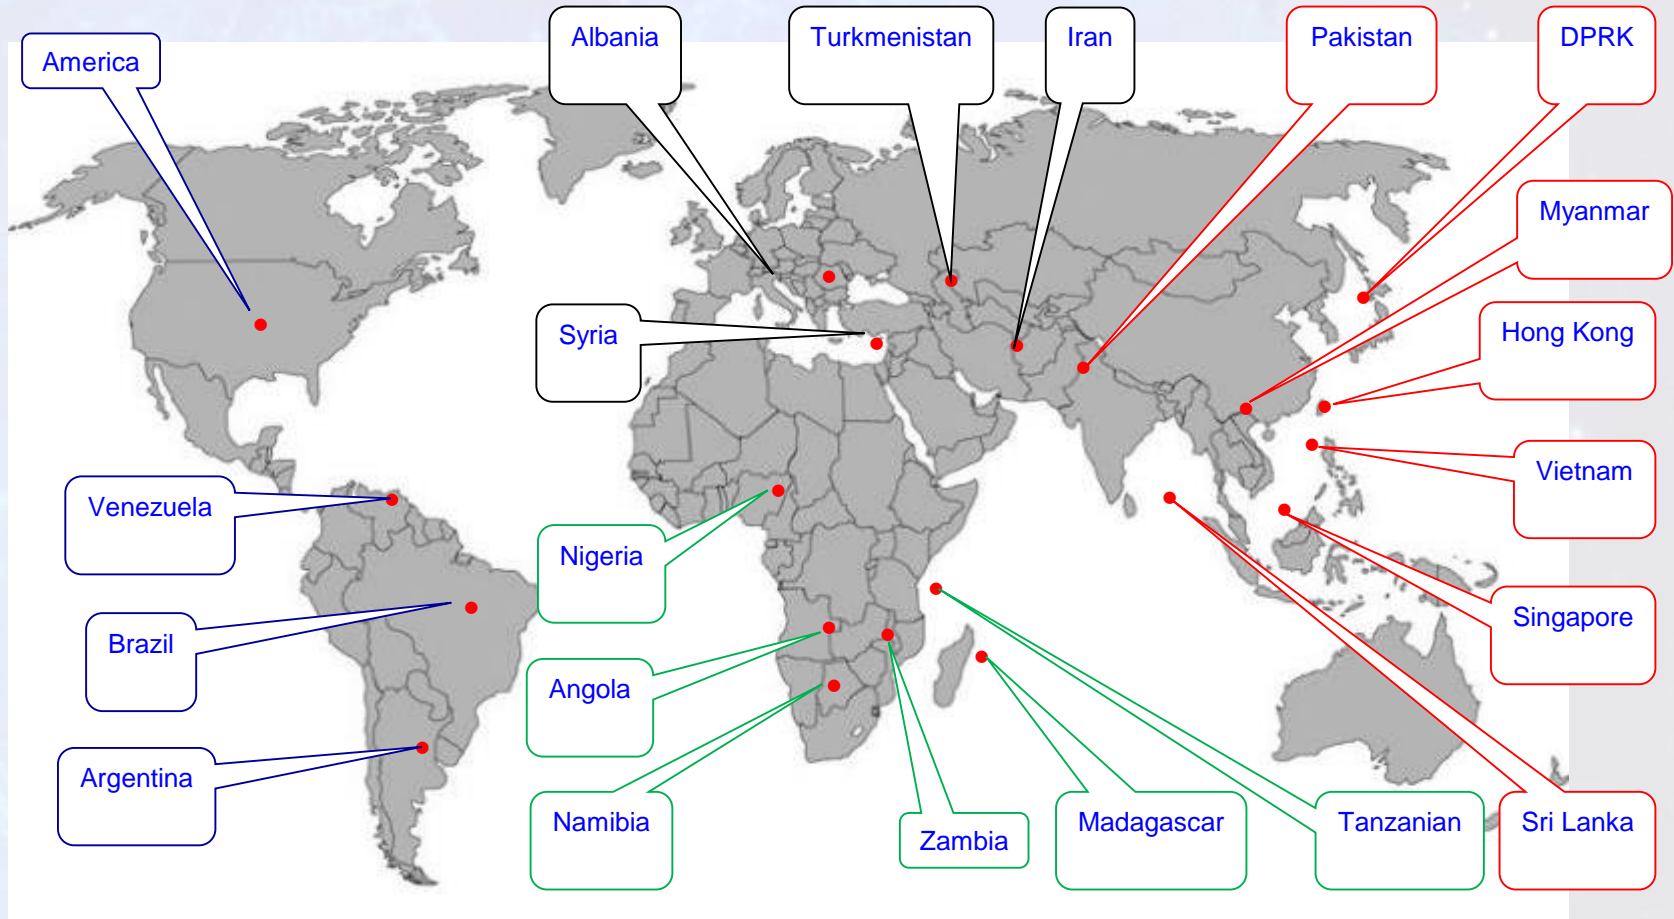 America
Albania
Turkmenistan
Iran
Pakistan
DPRK
Myanmar
Syria
Hong Kong
Venezuela
Vietnam
Nigeria
Brazil
Singapore
Angola
Argentina
Namibia
Zambia
Madagascar
Tanzanian
Sri Lanka